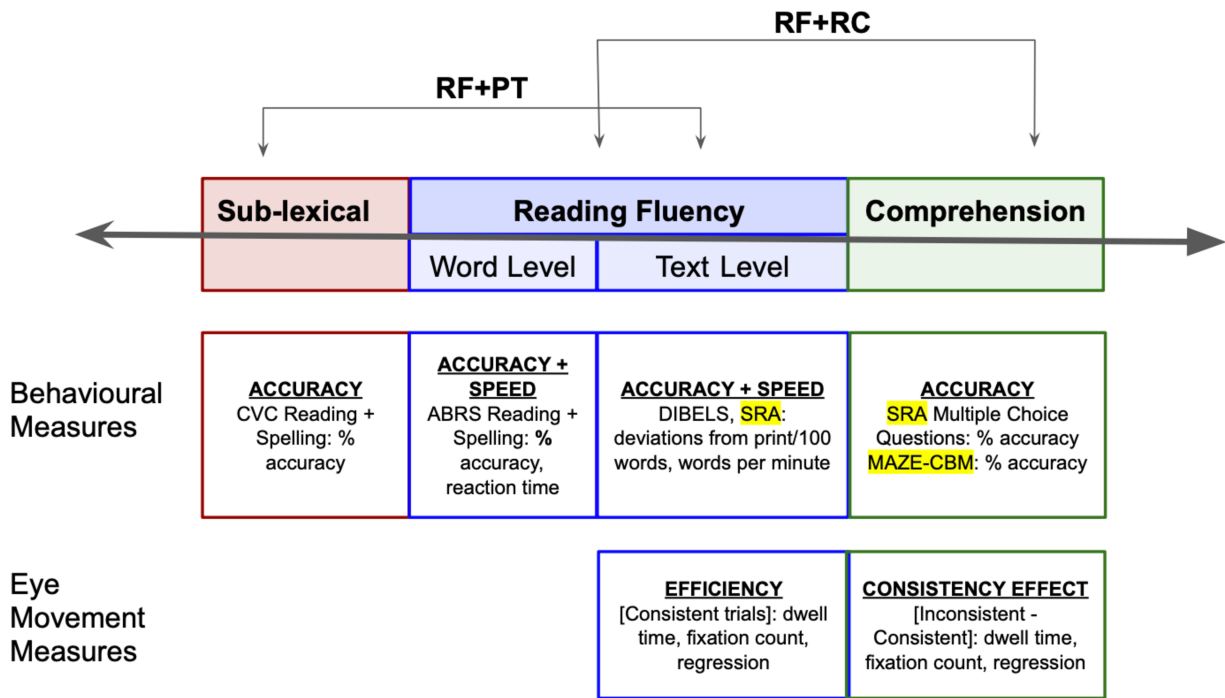 RF+RC
RF+PT
Sub-lexical
Reading Fluency
Comprehension
Word Level
Text Level
Behavioural
Measures
ACCURACY
CVC Reading +
Spelling: %
accuracy
ACCURACY +
SPEED
ABRS Reading +
Spelling: %
accuracy,
reaction time
ACCURACY + SPEED
DIBELS, SRA:
deviations from print/100
words, words per minute
ACCURACY
SRA Multiple Choice
Questions: % accuracy
MAZE-CBM: % accuracy
Eye
Movement
Measures
EFFICIENCY
[Consistent trials]: dwell
time, fixation count,
regression
CONSISTENCY EFFECT
[Inconsistent -
Consistent]: dwell time,
fixation count, regression